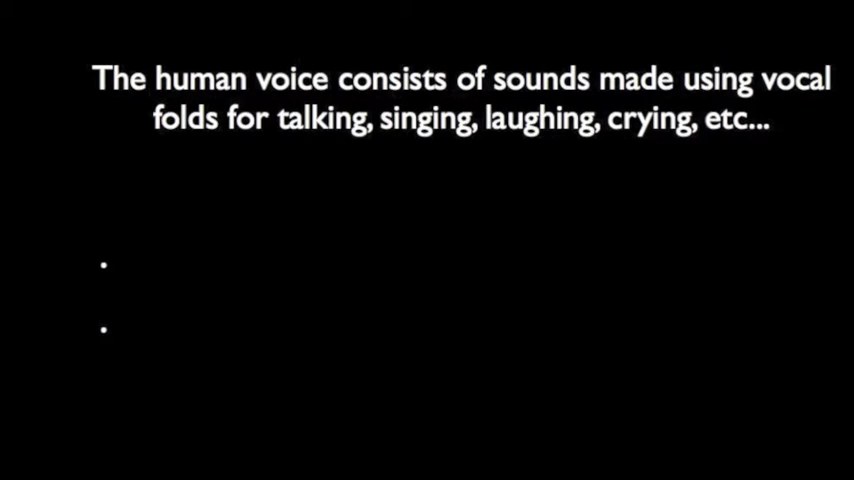 The human voice consists of sounds made using vocal
folds for talking, singing, laughing, crying, etc...
.
.